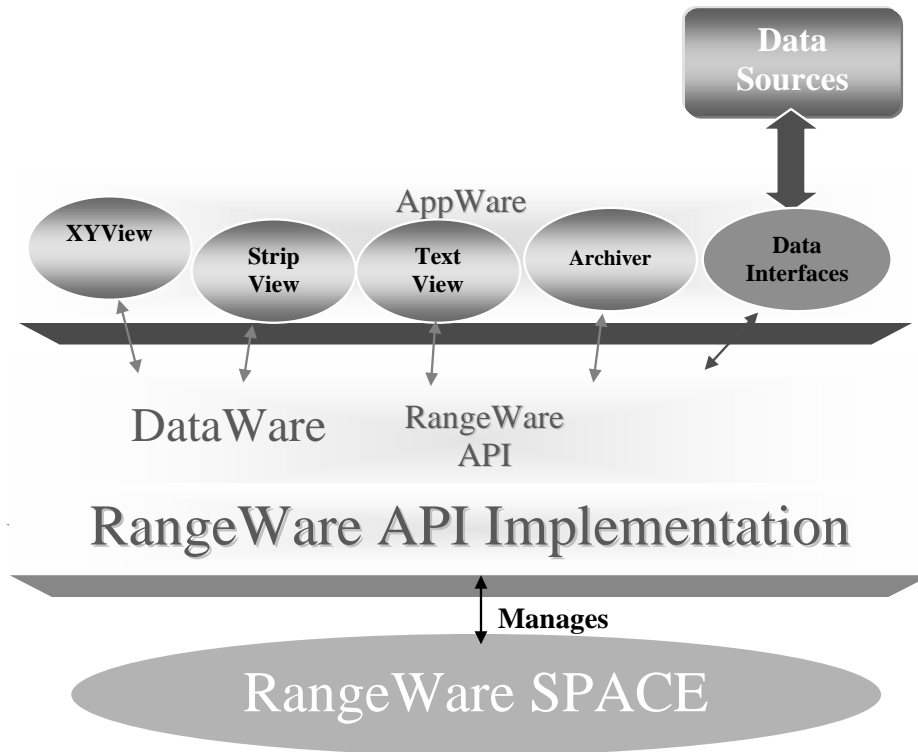 Data
Sources
AppWare
XYView
Strip
View
Text
View
Archiver
Data
Interfaces
DataWare
RangeWare
API
RangeWare API Implementation
Manages
RangeWare SPACE